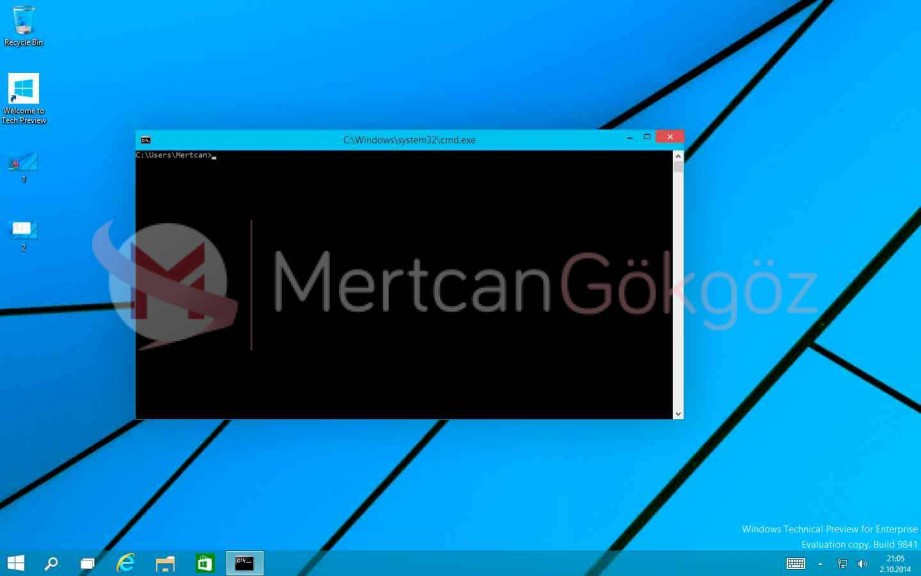 Recycle Bin
Welcome to
Tech Preview
1
2
C:\Windows\system32\cmd.exe
C:\Users\Mertcan>
MertcanGökgöz
Windows Technical Preview for Enterprise
Evaluation copy. Build 9841
21:05
2.10.2014